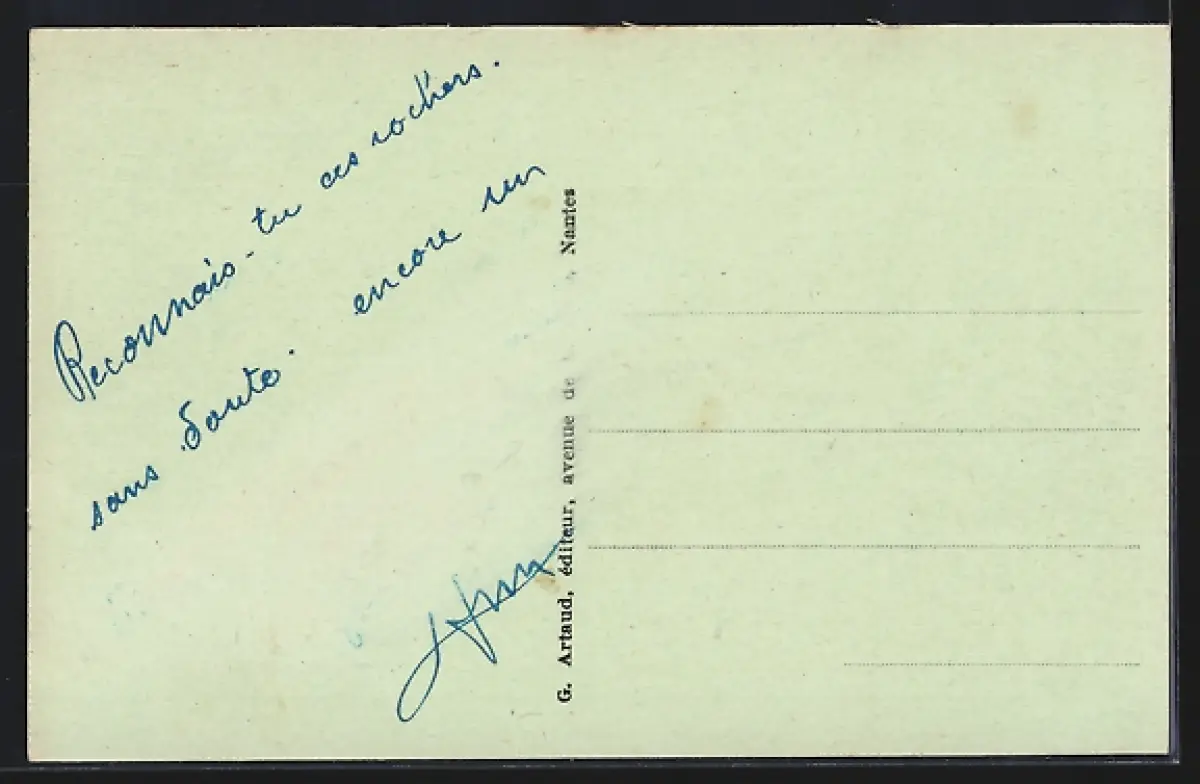 Reconnais-tu ces rochers.
sans doute. encore un
G. Artaud, éditeur, avenue de Nantes